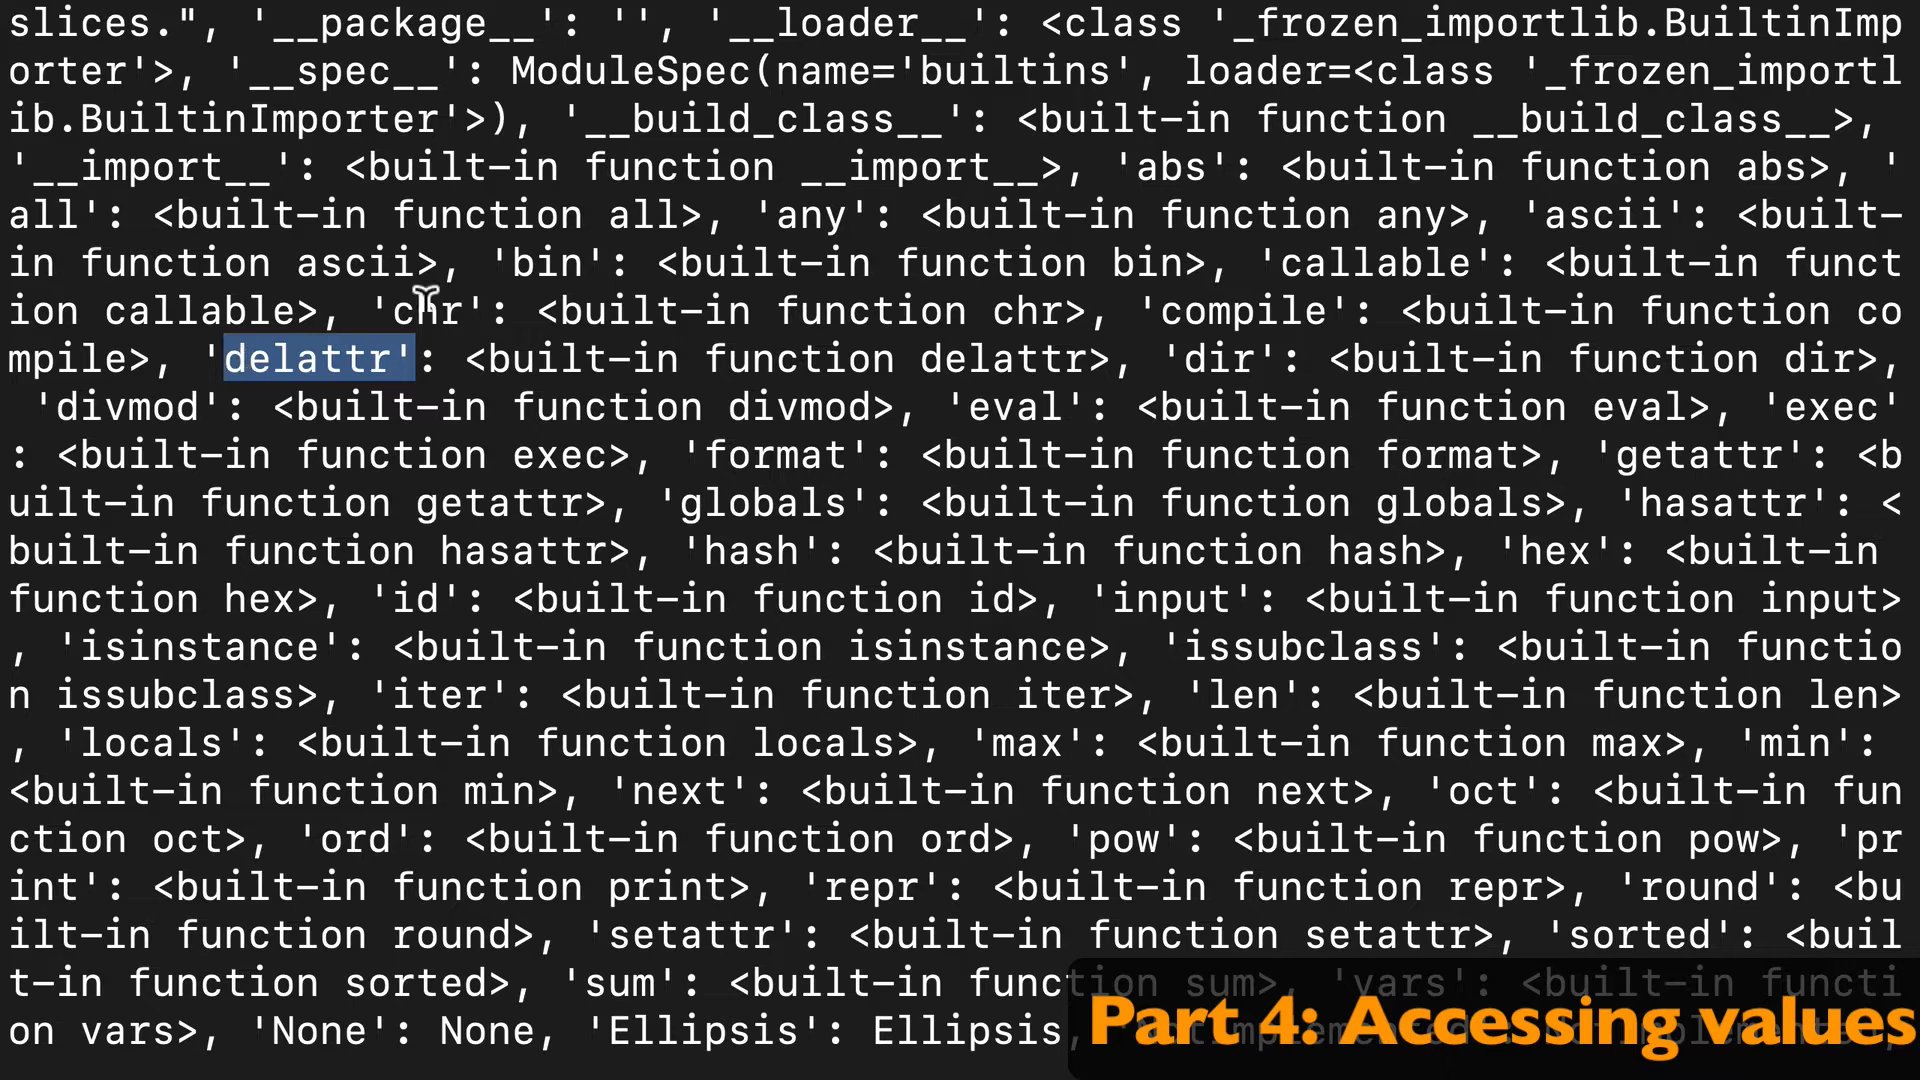 slices.", '__package__': '', '__loader__': <class '_frozen_importlib.BuiltinImp
orter'>, '__spec__': ModuleSpec(name='builtins', loader=<class '_frozen_importl
ib.BuiltinImporter'>), '__build_class__': <built-in function __build_class__>,
'__import__': <built-in function __import__>, 'abs': <built-in function abs>, '
all': <built-in function all>, 'any': <built-in function any>, 'ascii': <built-
in function ascii>, 'bin': <built-in function bin>, 'callable': <built-in funct
ion callable>, 'chr': <built-in function chr>, 'compile': <built-in function co
mpile>, 'delattr': <built-in function delattr>, 'dir': <built-in function dir>,
'divmod': <built-in function divmod>, 'eval': <built-in function eval>, 'exec'
: <built-in function exec>, 'format': <built-in function format>, 'getattr': <b
uilt-in function getattr>, 'globals': <built-in function globals>, 'hasattr': <
built-in function hasattr>, 'hash': <built-in function hash>, 'hex': <built-in
function hex>, 'id': <built-in function id>, 'input': <built-in function input>
, 'isinstance': <built-in function isinstance>, 'issubclass': <built-in functio
n issubclass>, 'iter': <built-in function iter>, 'len': <built-in function len>
, 'locals': <built-in function locals>, 'max': <built-in function max>, 'min':
<built-in function min>, 'next': <built-in function next>, 'oct': <built-in fun
ction oct>, 'ord': <built-in function ord>, 'pow': <built-in function pow>, 'pr
int': <built-in function print>, 'repr': <built-in function repr>, 'round': <bu
ilt-in function round>, 'setattr': <built-in function setattr>, 'sorted': <buil
t-in function sorted>, 'sum': <built-in function sum>, 'vars': <built-in functi
on vars>, 'None': None, 'Ellipsis': Ellipsis,
Part 4: Accessing values